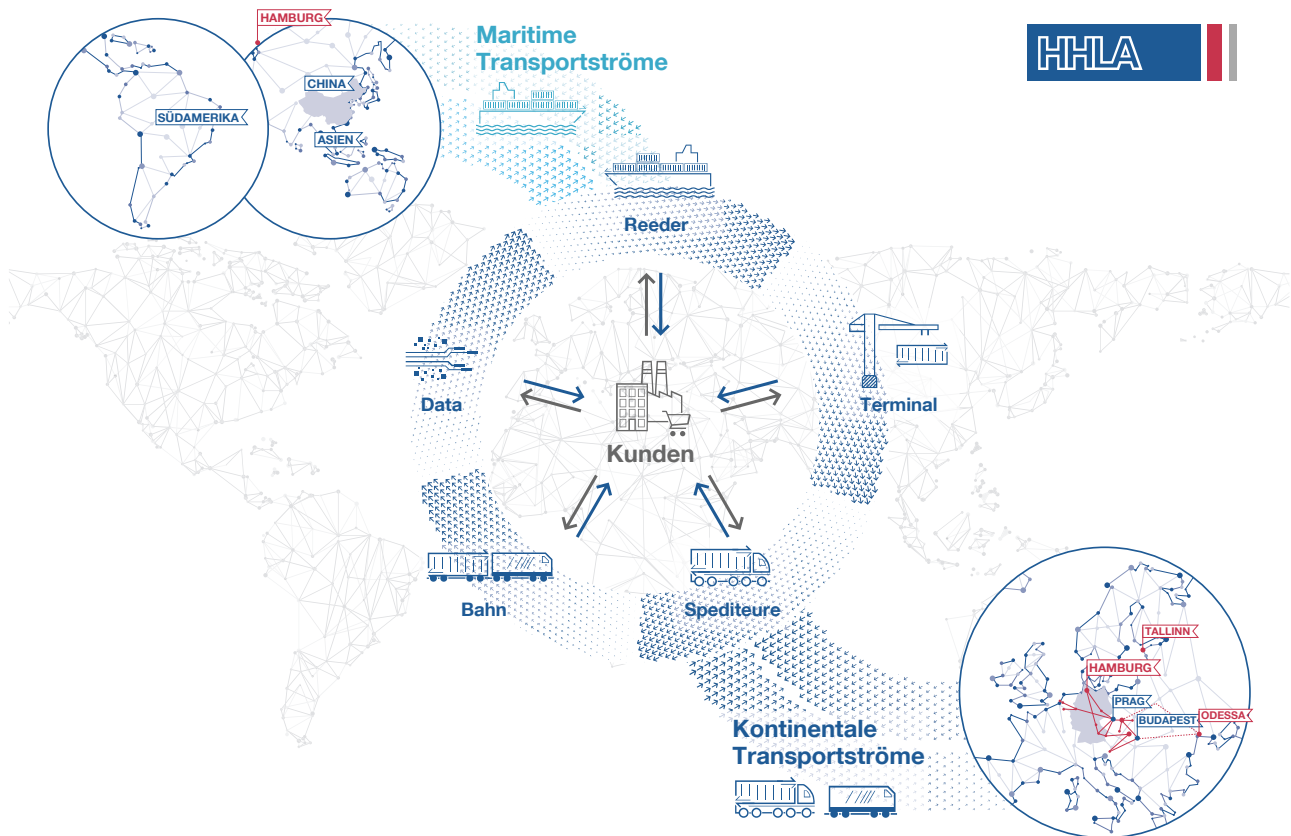 HAMBURG
Maritime
Transportströme
HHLA
CHINA
SÜDAMERIKA
ASIEN
Reeder
Data
Terminal
Kunden
Bahn
Spediteure
TALLINN
HAMBURG
PRAG
BUDAPEST
ODESSA
Kontinentale
Transportströme